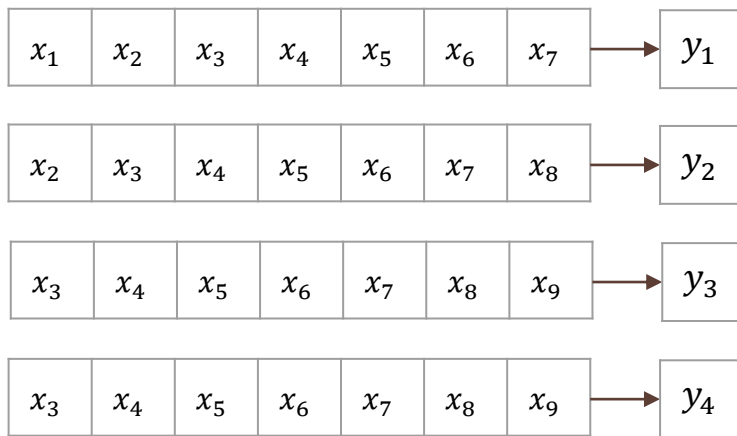 x₁ x₂ x₃ x₄ x₅ x₆ x₇ y₁
x₂ x₃ x₄ x₅ x₆ x₇ x₈ y₂
x₃ x₄ x₅ x₆ x₇ x₈ x₉ y₃
x₃ x₄ x₅ x₆ x₇ x₈ x₉ y₄